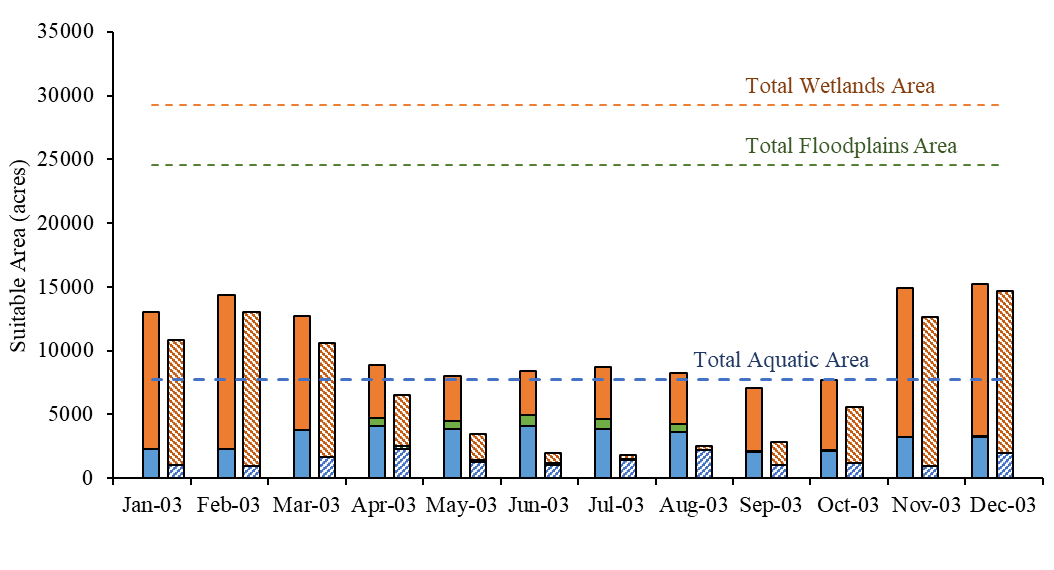 35000
30000
25000
20000
15000
10000
5000
0
Suitable Area (acres)
Total Wetlands Area
Total Floodplains Area
Total Aquatic Area
Jan-03 Feb-03 Mar-03 Apr-03 May-03 Jun-03 Jul-03 Aug-03 Sep-03 Oct-03 Nov-03 Dec-03